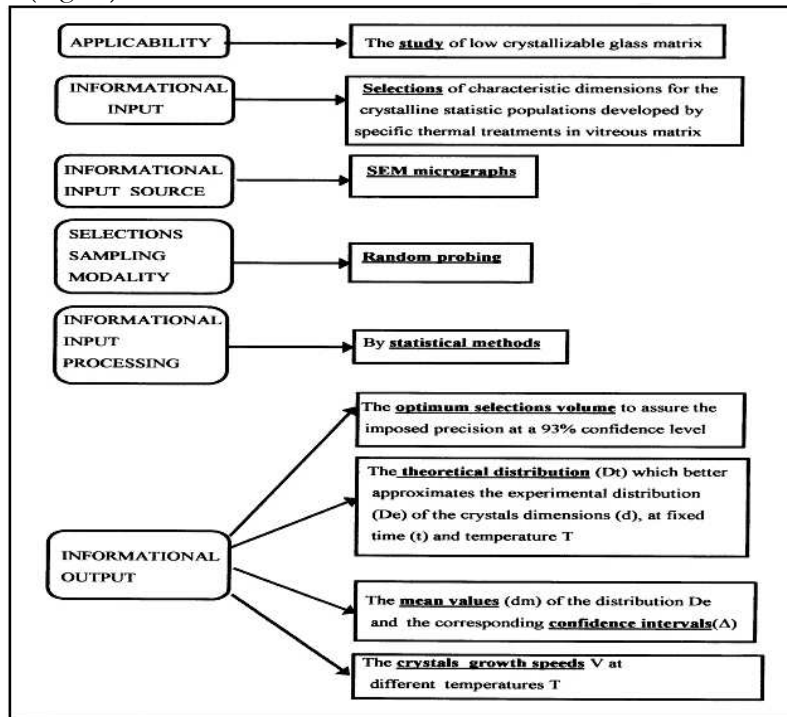 APPLICABILITY
The study of low crystallizable glass matrix
INFORMATIONAL
INPUT
Selections of characteristic dimensions for the
crystalline statistic populations developed by
specific thermal treatments in vitreous matrix
INFORMATIONAL
INPUT SOURCE
SEM micrographs
SELECTIONS
SAMPLING
MODALITY
Random probing
INFORMATIONAL
INPUT
PROCESSING
By statistical methods
INFORMATIONAL
OUTPUT
The optimum selections volume to assure the
imposed precision at a 93% confidence level
The theoretical distribution (Dt) which better
approximates the experimental distribution
(De) of the crystals dimensions (d), at fixed
time (t) and temperature T
The mean values (dm) of the distribution De
and the corresponding confidence intervals(Δ)
The crystals growth speeds V at
different temperatures T